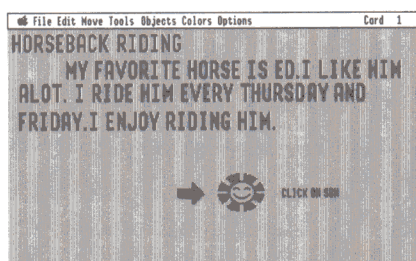 File Edit Move Tools Objects Colors Options Card 1
HORSEBACK RIDING
MY FAVORITE HORSE IS ED.I LIKE HIM
ALOT. I RIDE HIM EVERY THURSDAY AND
FRIDAY.I ENJOY RIDING HIM.
CLICK ON SUN